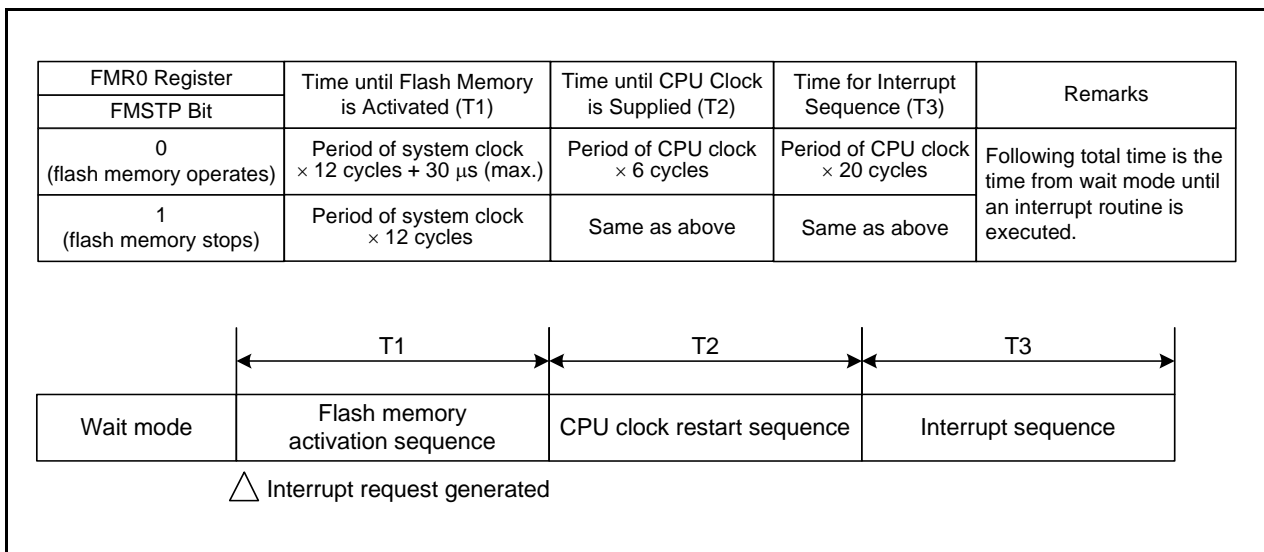 FMR0 Register
FMSTP Bit
Time until Flash Memory
is Activated (T1)
Time until CPU Clock
is Supplied (T2)
Time for Interrupt
Sequence (T3)
Remarks
0
(flash memory operates)
Period of system clock
× 12 cycles + 30 μs (max.)
Period of CPU clock
× 6 cycles
Period of CPU clock
× 20 cycles
Following total time is the
time from wait mode until
an interrupt routine is
executed.
1
(flash memory stops)
Period of system clock
× 12 cycles
Same as above
Same as above
T1
T2
T3
Wait mode
Flash memory
activation sequence
CPU clock restart sequence
Interrupt sequence
Interrupt request generated